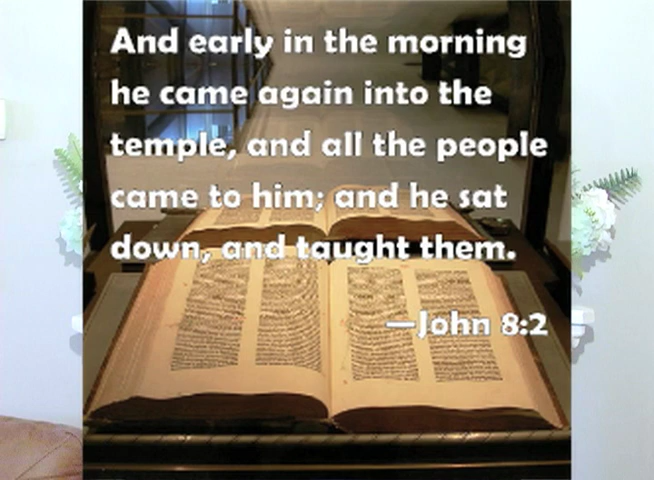 And early in the morning
he came again into the
temple, and all the people
came to him; and he sat
down, and taught them.
—John 8:2